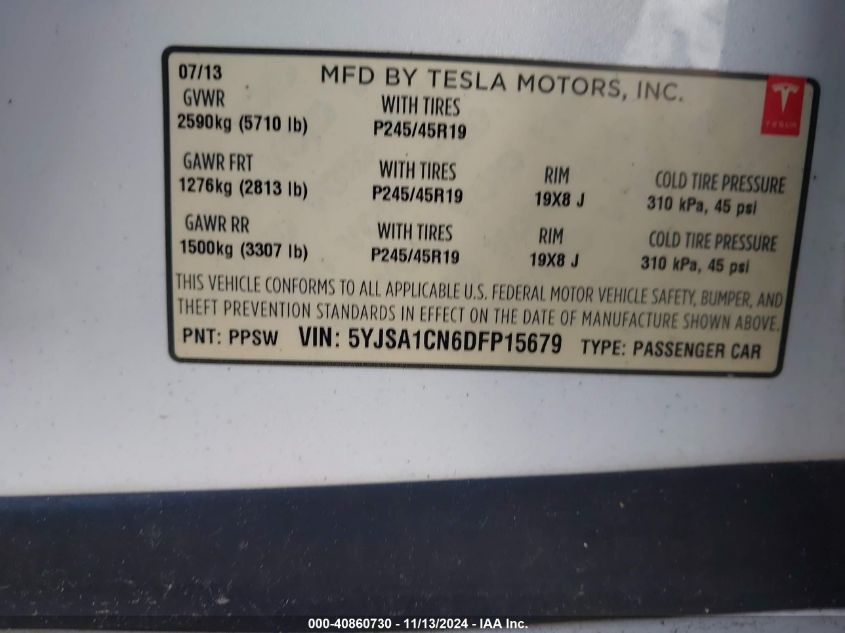 07/13 MFD BY TESLA MOTORS, INC.
TESLA
GVWR WITH TIRES
2590kg (5710 lb) P245/45R19
GAWR FRT WITH TIRES RIM COLD TIRE PRESSURE
1276kg (2813 lb) P245/45R19 19X8 J 310 kPa, 45 psi
GAWR RR WITH TIRES RIM COLD TIRE PRESSURE
1500kg (3307 lb) P245/45R19 19X8 J 310 kPa, 45 psi
THIS VEHICLE CONFORMS TO ALL APPLICABLE U.S. FEDERAL MOTOR VEHICLE SAFETY, BUMPER, AND
THEFT PREVENTION STANDARDS IN EFFECT ON THE DATE OF MANUFACTURE SHOWN ABOVE.
PNT: PPSW VIN: 5YJSA1CN6DFP15679 TYPE: PASSENGER CAR
000-40860730 - 11/13/2024 - IAA Inc.